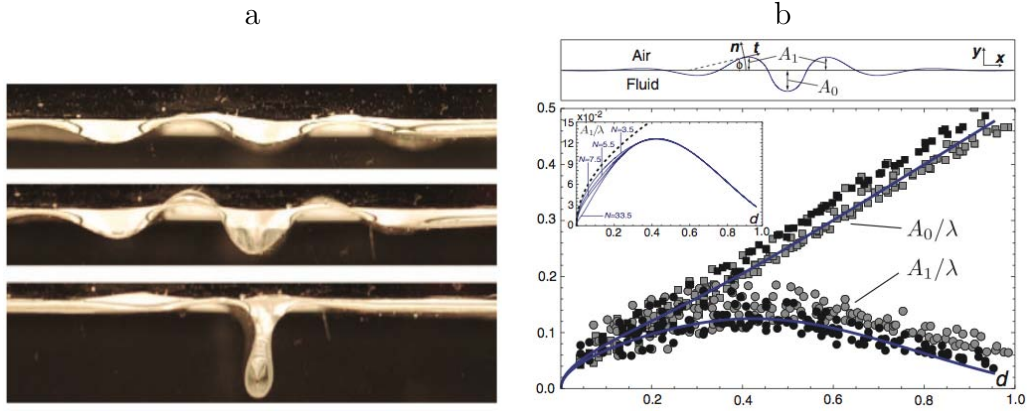 a
b
Air
Fluid
n
t
ϕ
A₁
A₀
y
x
0.5
0.4
0.3
0.2
0.1
0.0
x10⁻²
15
12
9
6
3
0
A₁/λ
N=3.5
N=5.5
N=7.5
N=33.5
d
0.2 0.4 0.6 0.8 1.0
A₀/λ
A₁/λ
0.2 0.4 0.6 0.8 1.0
d